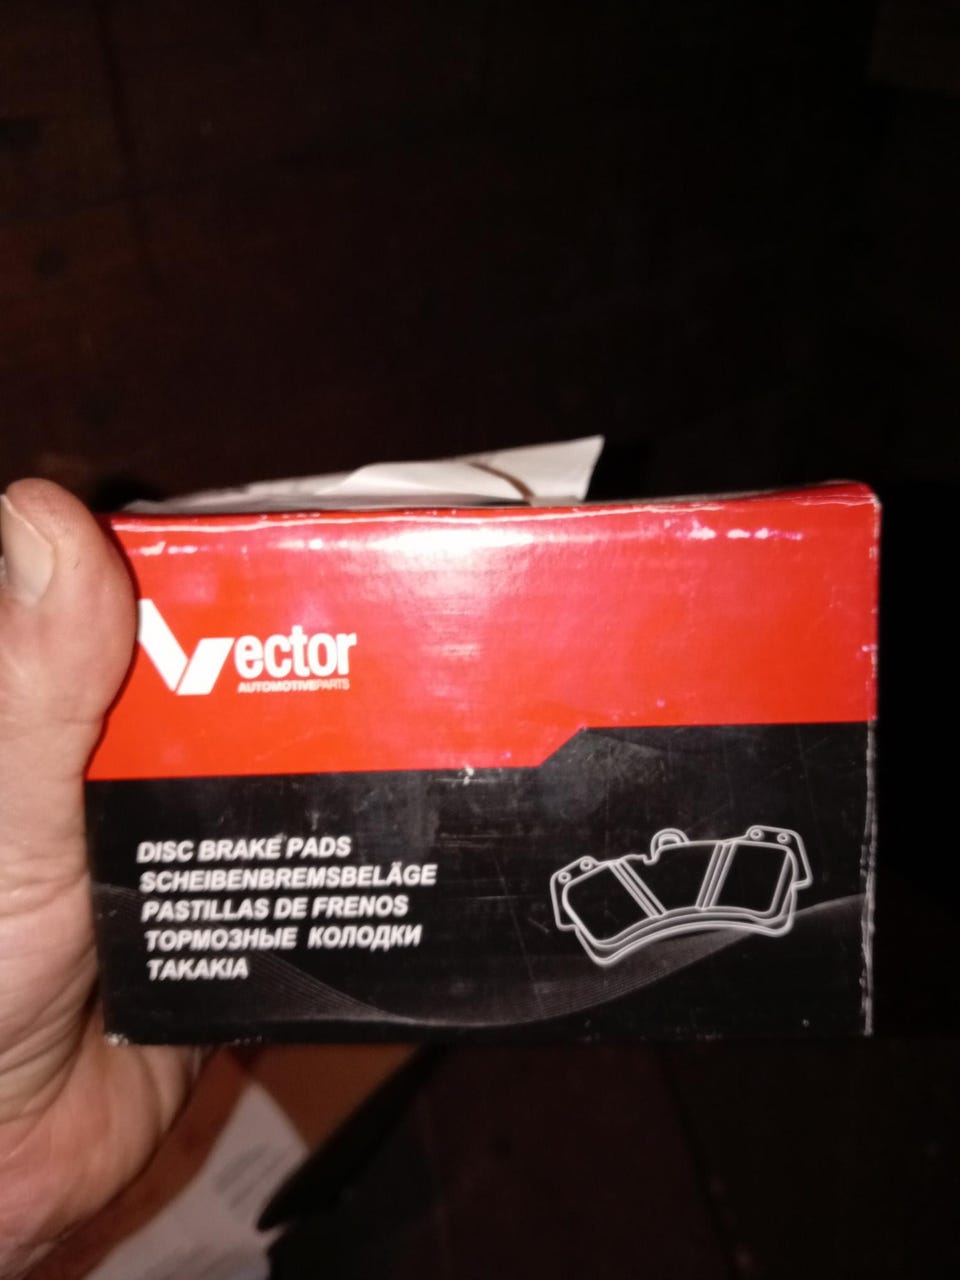 Vector
AUTOMOTIVEPARTS
DISC BRAKE PADS
SCHEIBENBREMSBELÄGE
PASTILLAS DE FRENOS
ТОРМОЗНЫЕ КОЛОДКИ
TAKAKIA